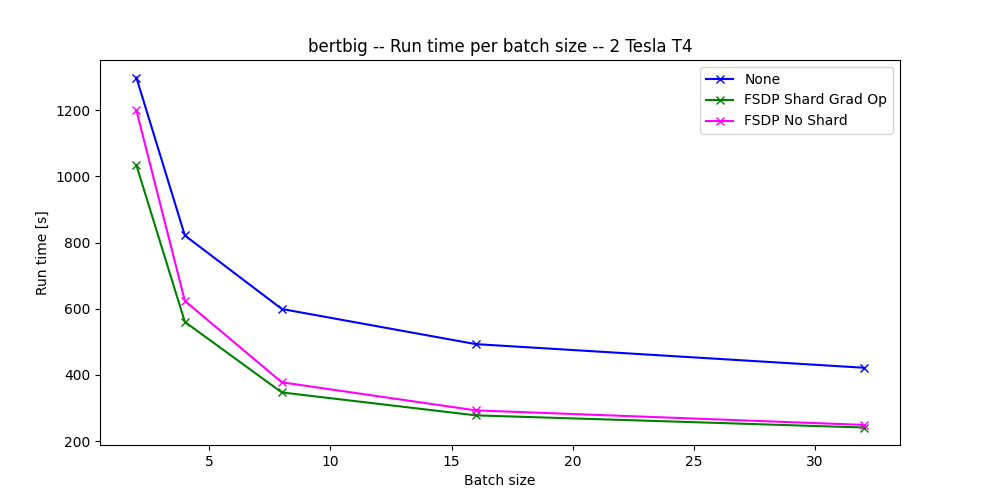 bertbig -- Run time per batch size -- 2 Tesla T4
None
FSDP Shard Grad Op
FSDP No Shard
Run time [s]
1200
1000
800
600
400
200
5 10 15 20 25 30
Batch size